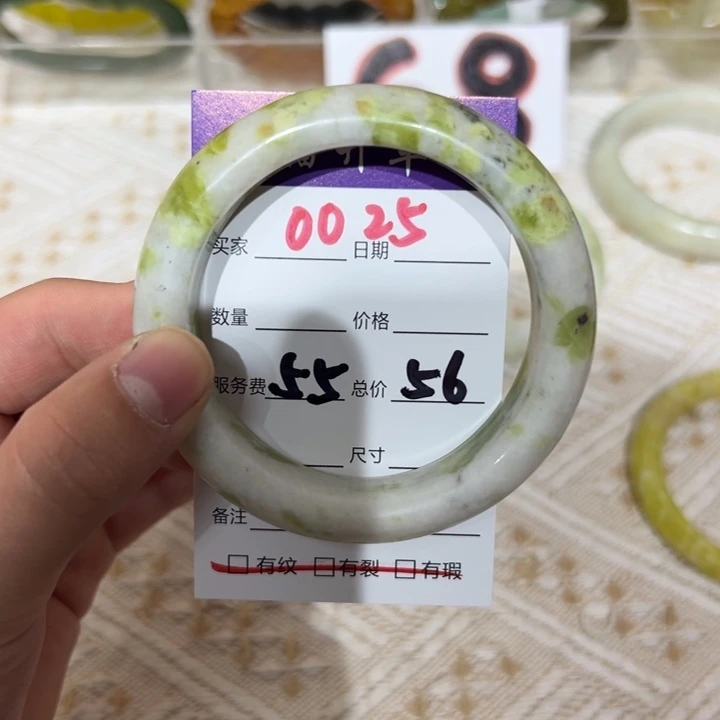 68
0025
买家 日期
数量 价格
服务费 55 总价 56
尺寸
备注
□ 有纹 □ 有裂 □ 有瑕